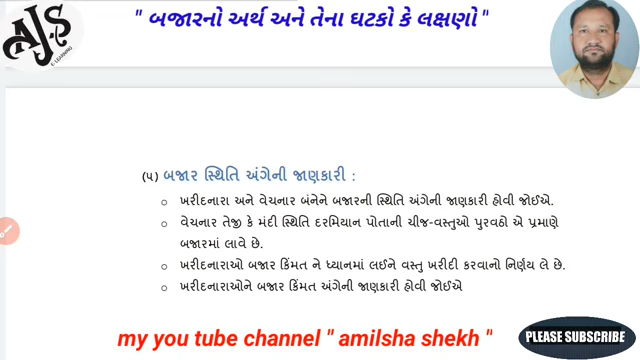 " બજારનો અર્થ અને તેના ઘટકો કે લક્ષણો "
AJS
E-LEARNING
(૫) બજાર સ્થિતિ અંગેની જાણકારી :
ખરીદનારા અને વેચનાર બંનેને બજારની સ્થિતિ અંગેની જાણકારી હોવી જોઈએ.
વેચનાર તેજી કે મંદી સ્થિતિ દરમિયાન પોતાની ચીજ-વસ્તુઓ પુરવઠો એ પ્રમાણે
બજારમાં લાવે છે.
ખરીદનારાઓ બજાર કિંમત ને ધ્યાનમાં લઈને વસ્તુ ખરીદી કરવાનો નિર્ણય લે છે.
ખરીદનારાઓને બજાર કિંમત અંગેની જાણકારી હોવી જોઈએ
my you tube channel " amilsha shekh "
PLEASE SUBSCRIBE